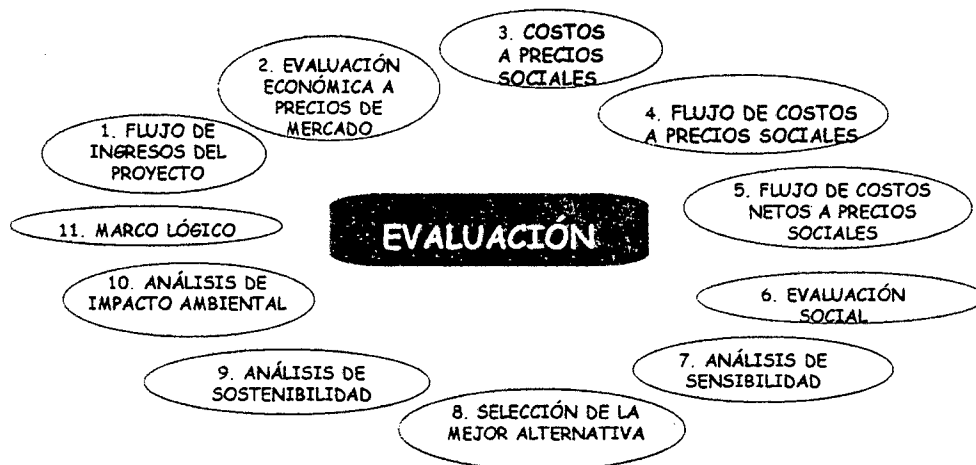 1. FLUJO DE
INGRESOS DEL
PROYECTO
2. EVALUACIÓN
ECONÓMICA A
PRECIOS DE
MERCADO
3. COSTOS
A PRECIOS
SOCIALES
4. FLUJO DE COSTOS
A PRECIOS SOCIALES
5. FLUJO DE COSTOS
NETOS A PRECIOS
SOCIALES
6. EVALUACIÓN
SOCIAL
7. ANÁLISIS DE
SENSIBILIDAD
8. SELECCIÓN DE LA
MEJOR ALTERNATIVA
9. ANÁLISIS DE
SOSTENIBILIDAD
10. ANÁLISIS DE
IMPACTO AMBIENTAL
11. MARCO LÓGICO
EVALUACIÓN